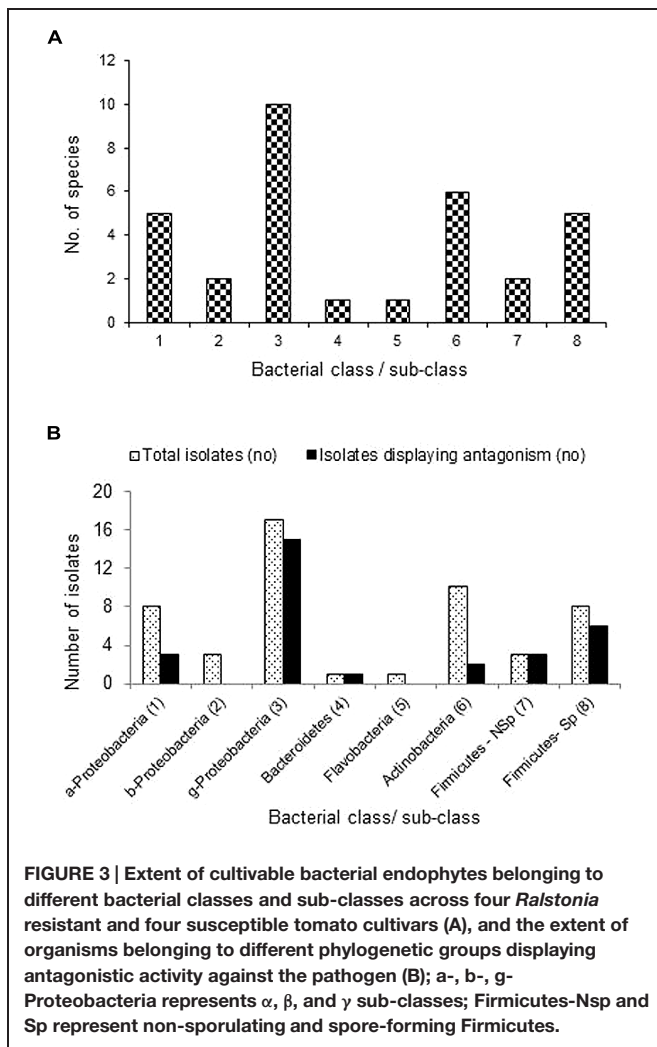 A
No. of species
12
10
8
6
4
2
0
1 2 3 4 5 6 7 8
Bacterial class / sub-class
B
Total isolates (no) Isolates displaying antagonism (no)
Number of isolates
20
16
12
8
4
0
a-Proteobacteria (1)
b-Proteobacteria (2)
g-Proteobacteria (3)
Bacteroidetes (4)
Flavobacteria (5)
Actinobacteria (6)
Firmicutes - NSp (7)
Firmicutes- Sp (8)
Bacterial class/ sub-class
FIGURE 3 | Extent of cultivable bacterial endophytes belonging to
different bacterial classes and sub-classes across four Ralstonia
resistant and four susceptible tomato cultivars (A), and the extent of
organisms belonging to different phylogenetic groups displaying
antagonistic activity against the pathogen (B); a-, b-, g-
Proteobacteria represents α, β, and γ sub-classes; Firmicutes-Nsp and
Sp represent non-sporulating and spore-forming Firmicutes.